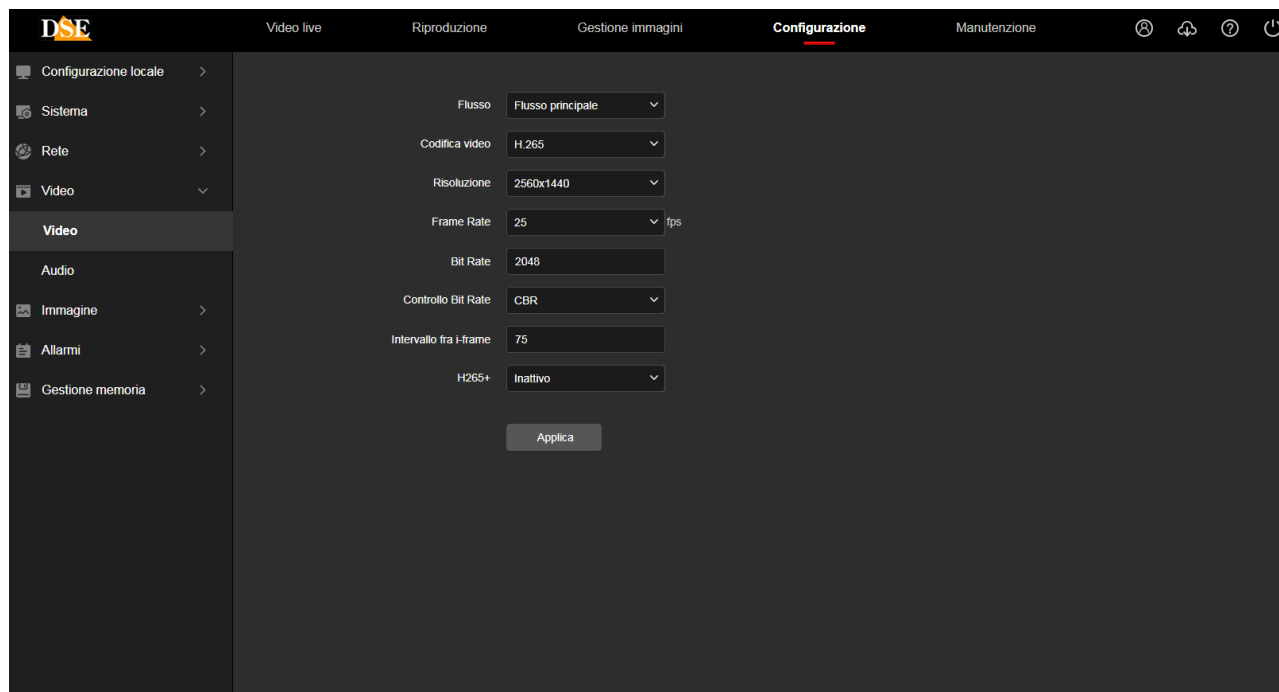 DSE
Video live Riproduzione Gestione immagini Configurazione Manutenzione
Configurazione locale
Sistema
Rete
Video
Video
Audio
Immagine
Allarmi
Gestione memoria
Flusso Flusso principale
Codifica video H.265
Risoluzione 2560x1440
Frame Rate 25 fps
Bit Rate 2048
Controllo Bit Rate CBR
Intervallo fra i-frame 75
H265+ Inattivo
Applica